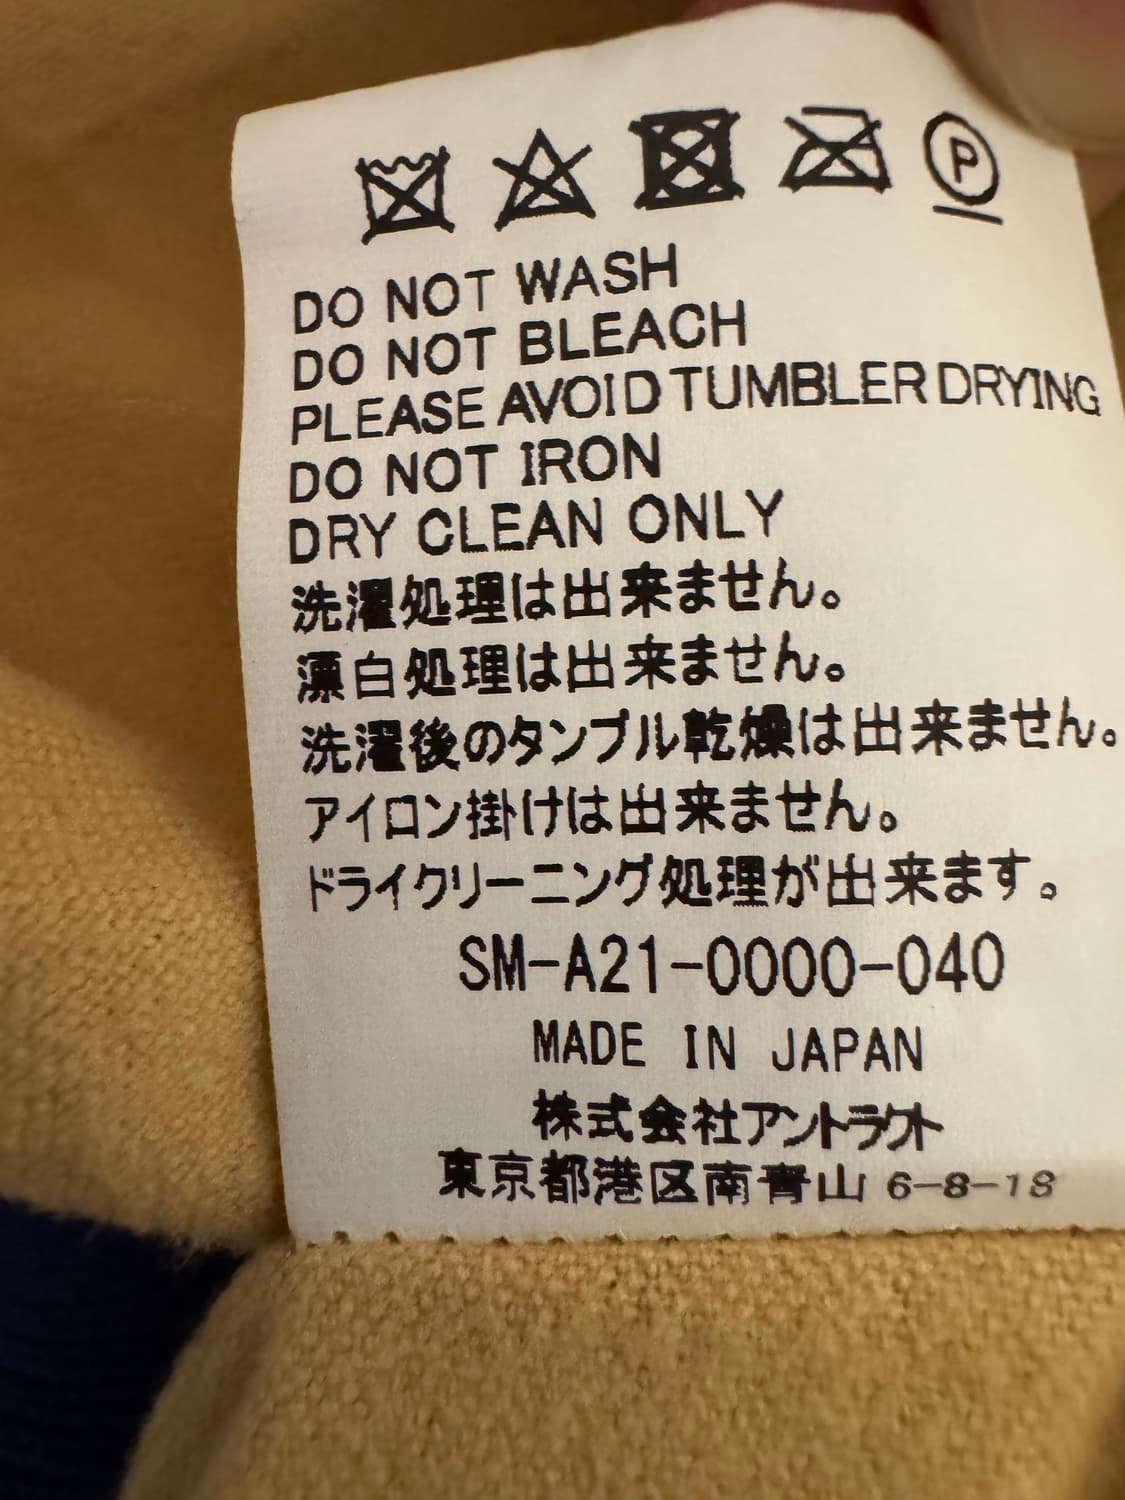 P
DO NOT WASH
DO NOT BLEACH
PLEASE AVOID TUMBLER DRYING
DO NOT IRON
DRY CLEAN ONLY
洗濯処理は出来ません。
漂白処理は出来ません。
洗濯後のタンブル乾燥は出来ません。
アイロン掛けは出来ません。
ドライクリーニング処理が出来ます。
SM-A21-0000-040
MADE IN JAPAN
株式会社アントラクト
東京都港区南青山 6-8-18